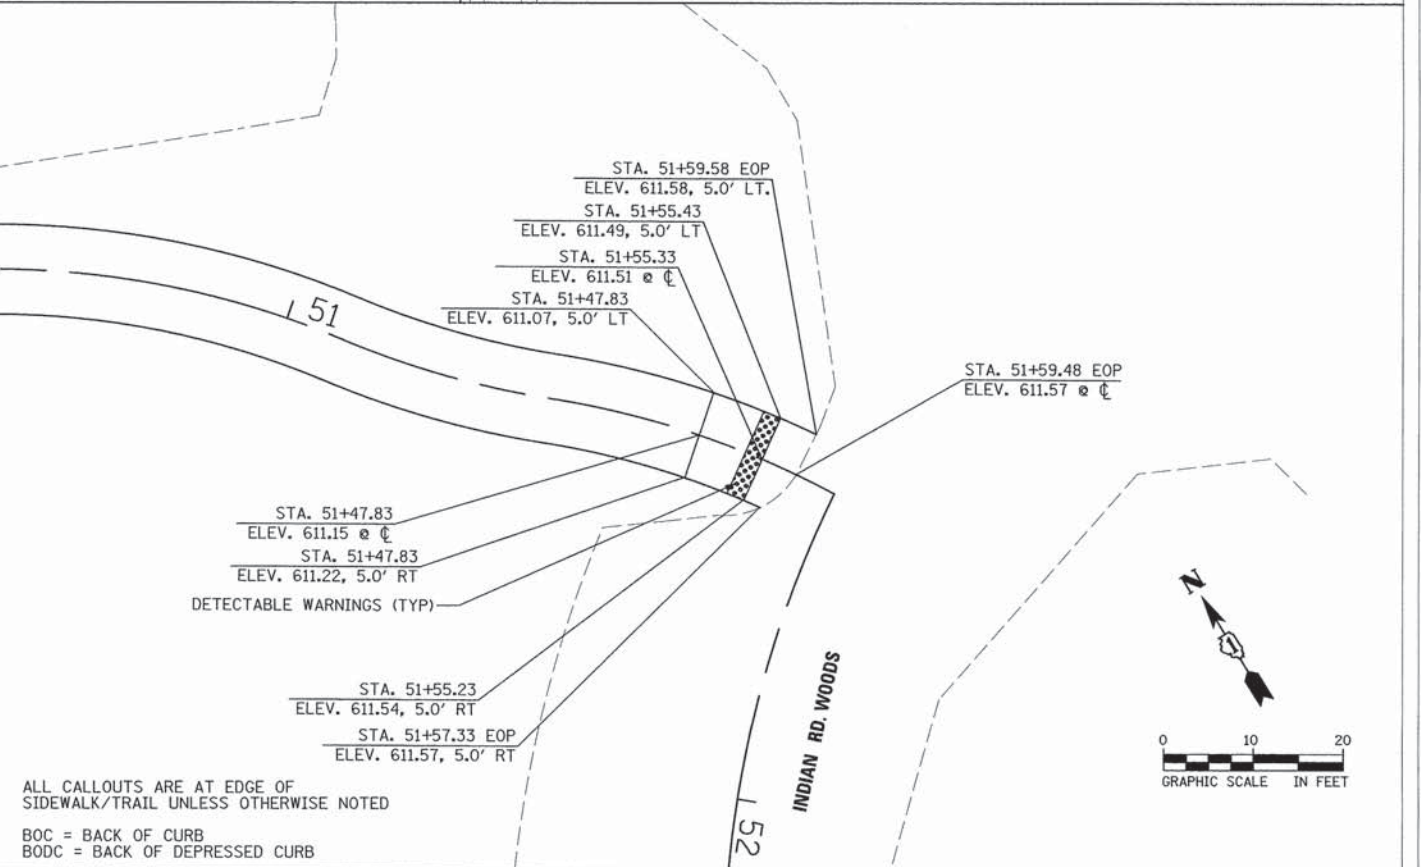 STA. 51+59.58 EOP
ELEV. 611.58, 5.0' LT.
STA. 51+55.43
ELEV. 611.49, 5.0' LT
STA. 51+55.33
ELEV. 611.51 @ ℄
STA. 51+47.83
ELEV. 611.07, 5.0' LT
51
STA. 51+59.48 EOP
ELEV. 611.57 @ ℄
STA. 51+47.83
ELEV. 611.15 @ ℄
STA. 51+47.83
ELEV. 611.22, 5.0' RT
DETECTABLE WARNINGS (TYP)
STA. 51+55.23
ELEV. 611.54, 5.0' RT
STA. 51+57.33 EOP
ELEV. 611.57, 5.0' RT
INDIAN RD. WOODS
52
N
1
0 10 20
GRAPHIC SCALE IN FEET
ALL CALLOUTS ARE AT EDGE OF
SIDEWALK/TRAIL UNLESS OTHERWISE NOTED
BOC = BACK OF CURB
BODC = BACK OF DEPRESSED CURB